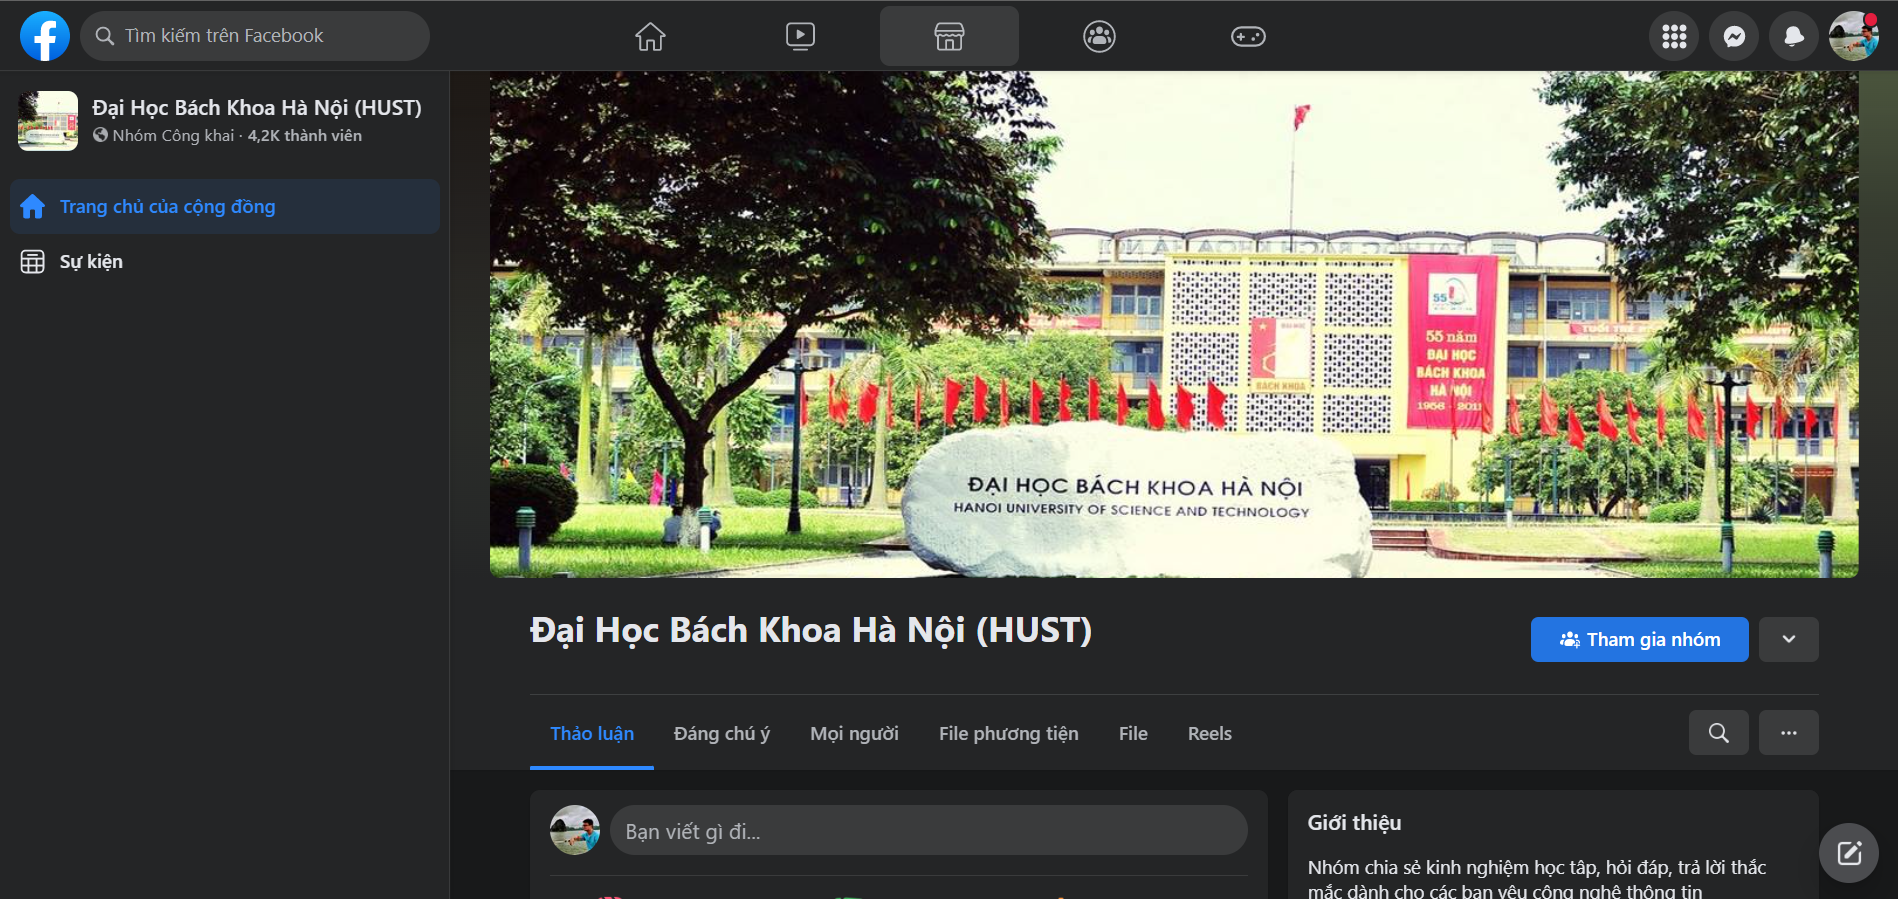 Tìm kiếm trên Facebook
Đại Học Bách Khoa Hà Nội (HUST)
Nhóm Công khai · 4,2K thành viên
Trang chủ của cộng đồng
Sự kiện
55
55 năm
ĐẠI HỌC
BÁCH KHOA
HÀ NỘI
1956 - 2011
BÁCH KHOA
TUỔI TRẺ
ĐẠI HỌC BÁCH KHOA HÀ NỘI
HANOI UNIVERSITY OF SCIENCE AND TECHNOLOGY
Đại Học Bách Khoa Hà Nội (HUST)
Tham gia nhóm
Thảo luận
Đáng chú ý
Mọi người
File phương tiện
File
Reels
Bạn viết gì đi...
Giới thiệu
Nhóm chia sẻ kinh nghiệm học tập, hỏi đáp, trả lời thắc
mắc dành cho các bạn yêu công nghệ thông tin